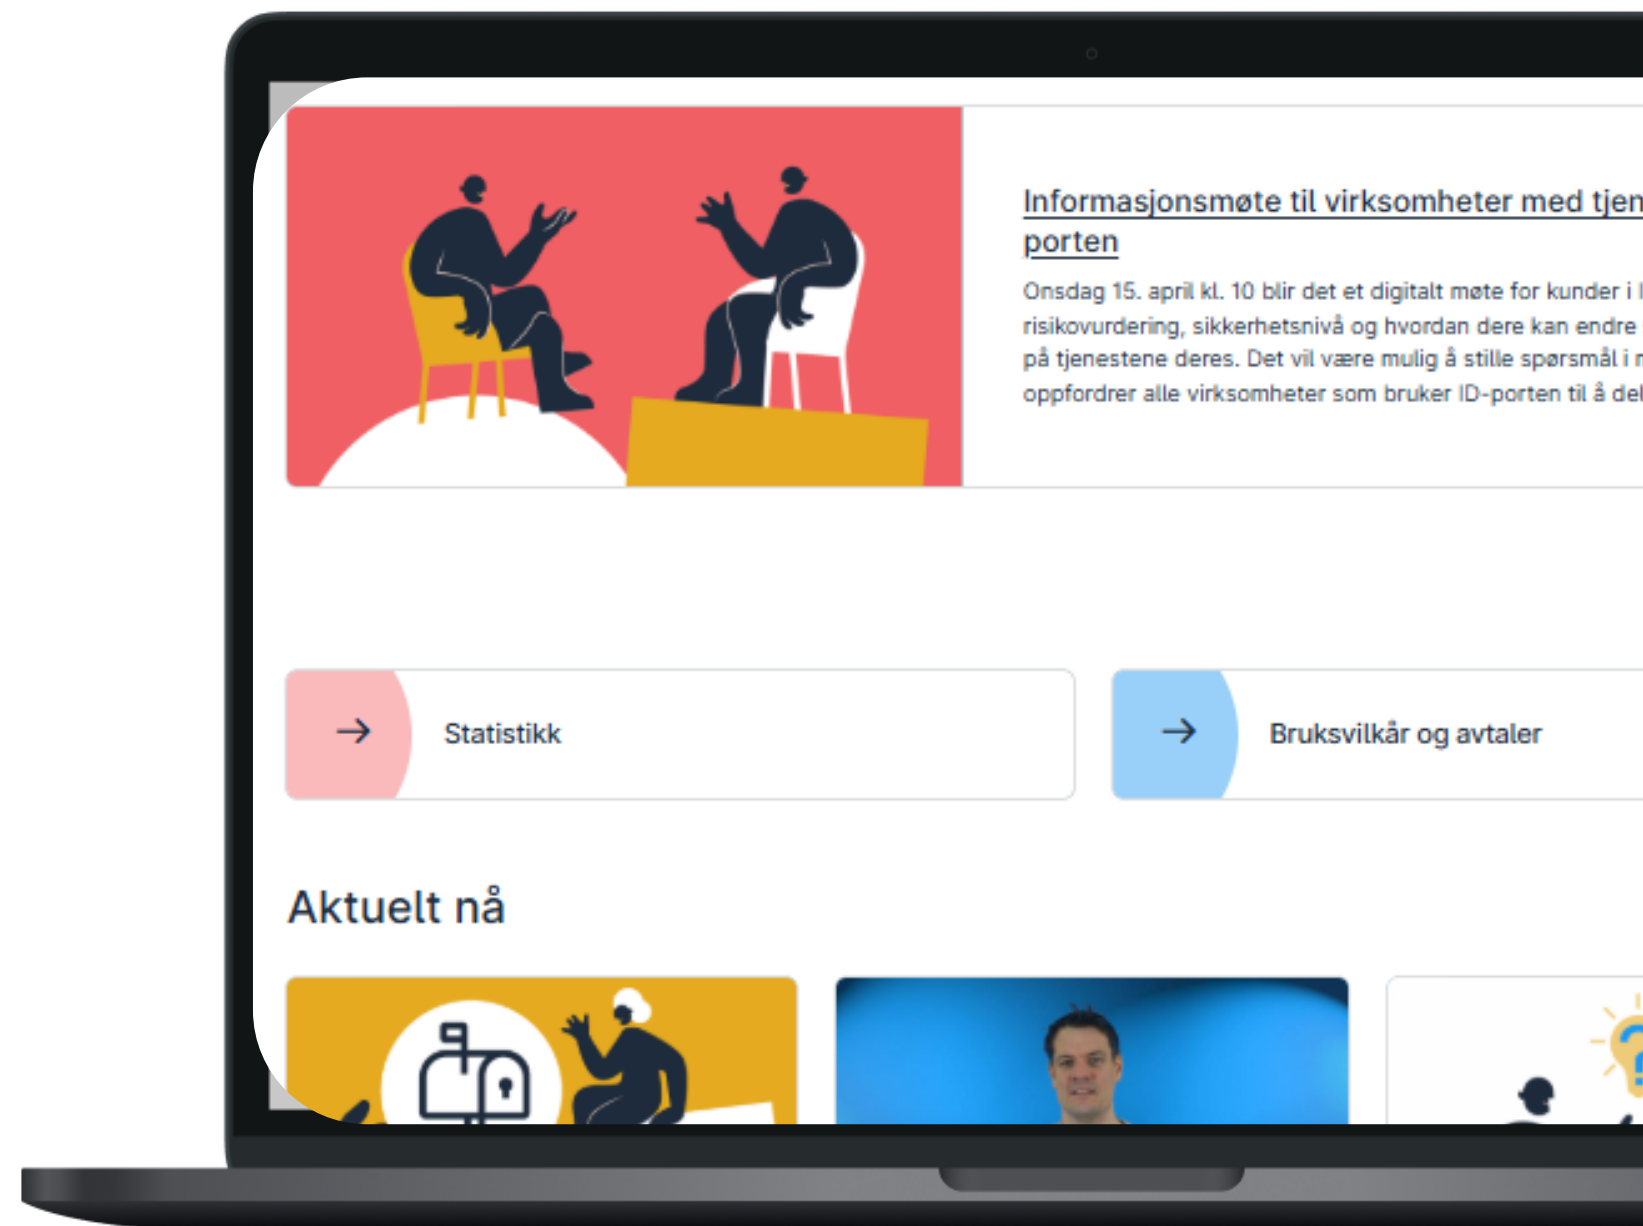 Informasjonsmøte til virksomheter med
porten
Onsdag 15. april kl. 10 blir det et digitalt møte for kunder i
risikovurdering, sikkerhetsnivå og hvordan dere kan endre
på tjenestene deres. Det vil være mulig å stille spørsmål i
oppfordrer alle virksomheter som bruker ID-porten til å
Statistikk
Bruksvilkår og avtaler
Aktuelt nå